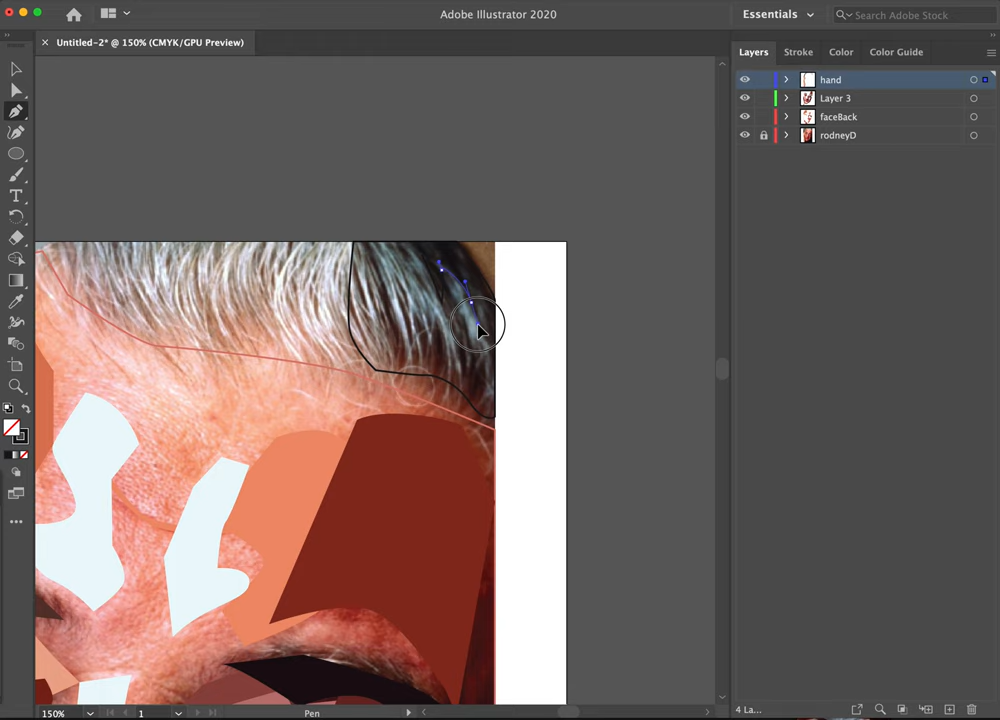 Adobe Illustrator 2020
Essentials
Search Adobe Stock
Untitled-2* @ 150% (CMYK/GPU Preview)
Layers Stroke Color Color Guide
hand
Layer 3
faceBack
rodneyD
150% 1 Pen
4 La...